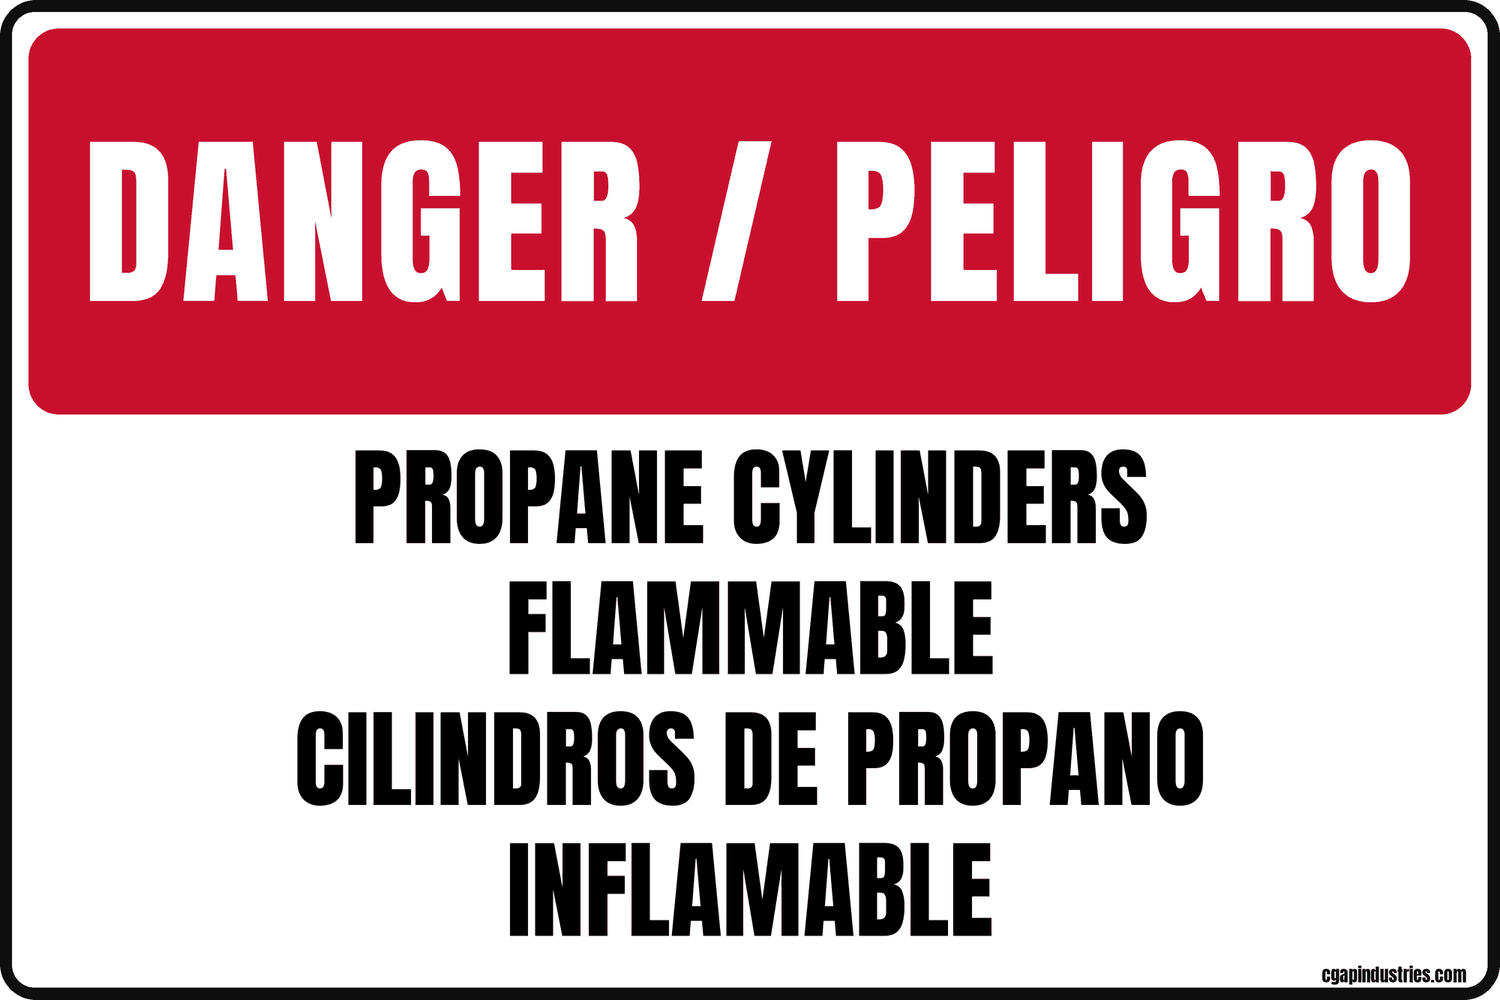 DANGER / PELIGRO
PROPANE CYLINDERS
FLAMMABLE
CILINDROS DE PROPANO
INFLAMABLE
cgapindustries.com